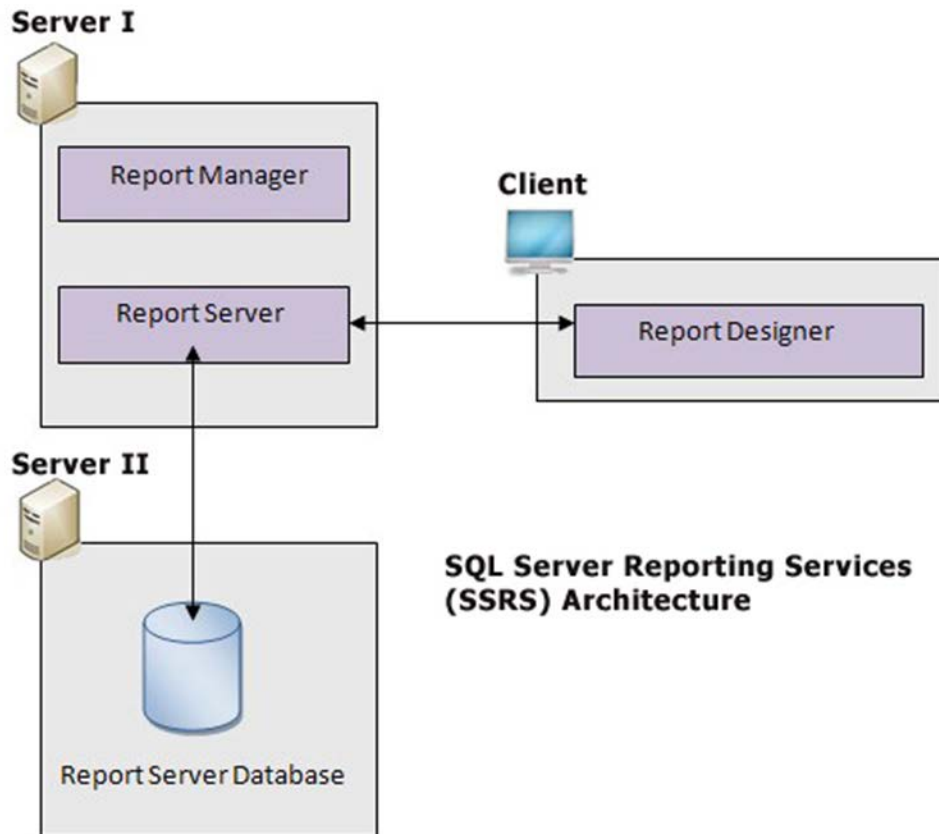 Server I
Report Manager
Client
Report Server
Report Designer
Server II
SQL Server Reporting Services
(SSRS) Architecture
Report Server Database